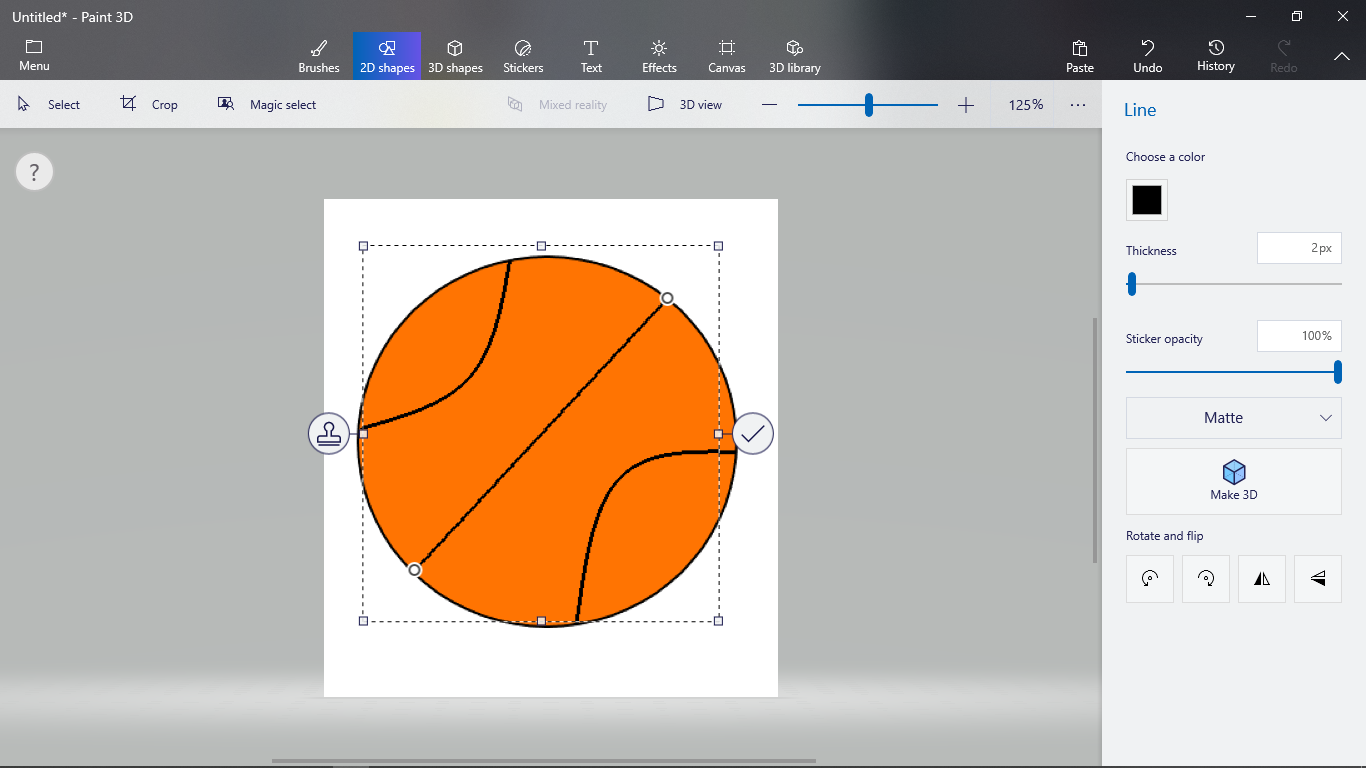 Untitled* - Paint 3D
Menu
Brushes
2D shapes
3D shapes
Stickers
Text
Effects
Canvas
3D library
Paste
Undo
History
Redo
Select
Crop
Magic select
Mixed reality
3D view
125%
Line
?
Choose a color
Thickness
2px
Sticker opacity
100%
Matte
Make 3D
Rotate and flip